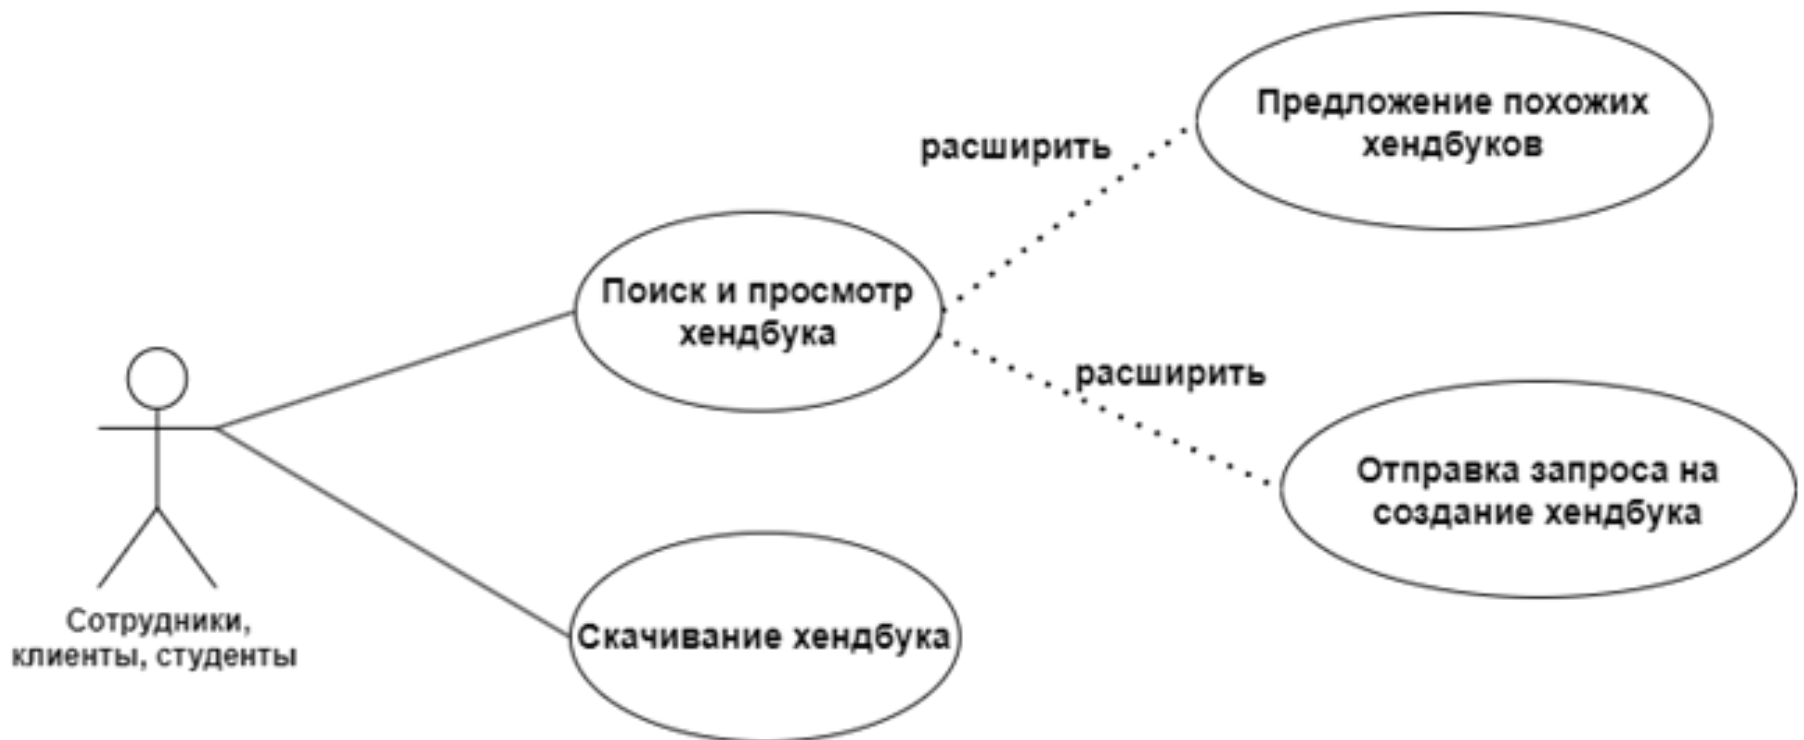 Предложение похожих
хендбуков
расширить
Поиск и просмотр
хендбука
расширить
Отправка запроса на
создание хендбука
Сотрудники,
клиенты, студенты
Скачивание хендбука